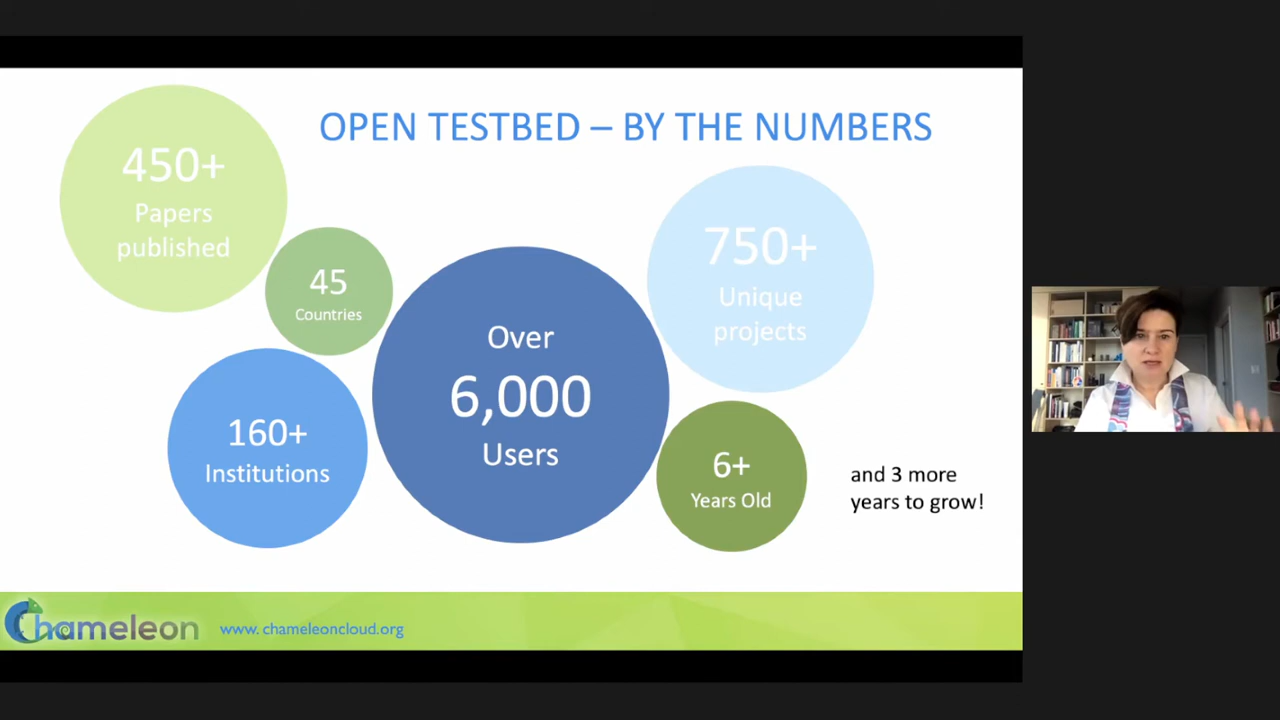 OPEN TESTBED – BY THE NUMBERS
450+
Papers
published
45
Countries
160+
Institutions
Over
6,000
Users
750+
Unique
projects
6+
Years Old
and 3 more
years to grow!
Chameleon
www. chameleoncloud.org